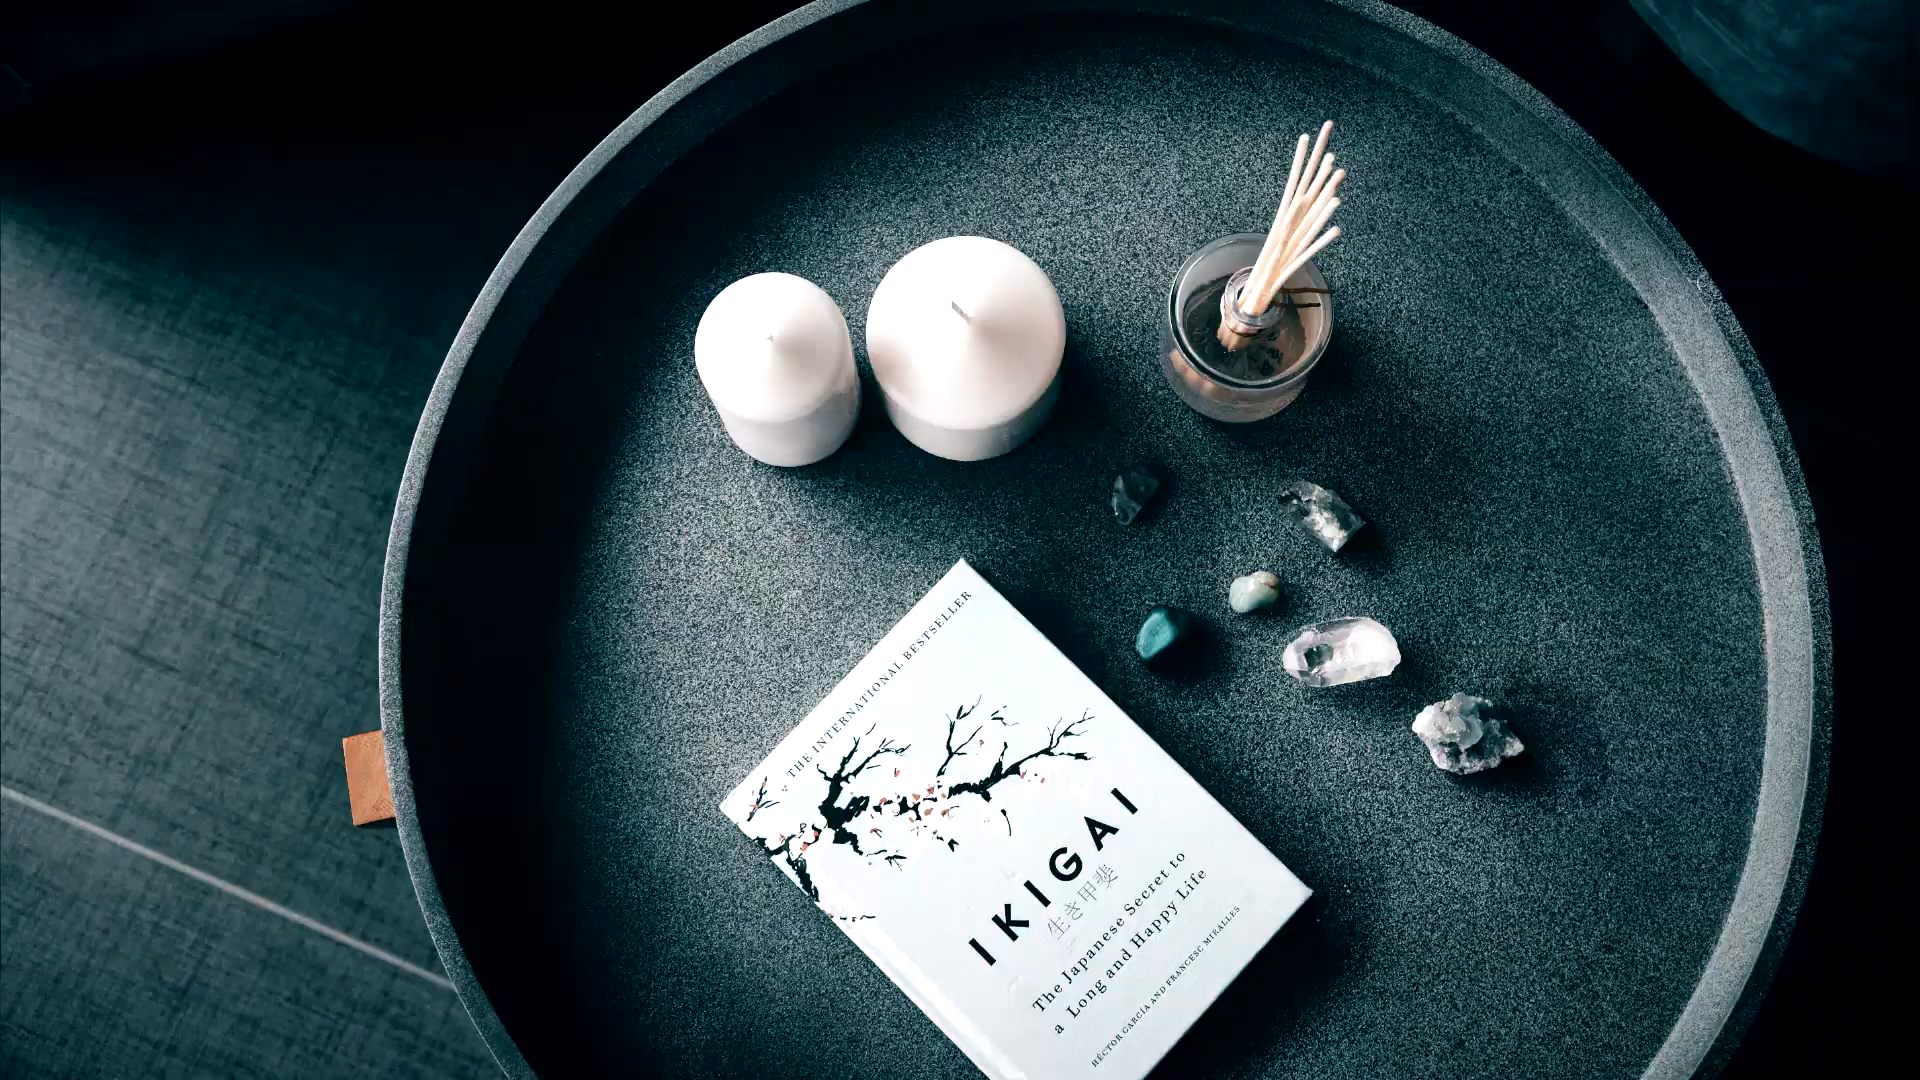 THE INTERNATIONAL BESTSELLER
IKIGAI
生き甲斐
The Japanese Secret to
a Long and Happy Life
HÉCTOR GARCÍA AND FRANCESC MIRALLES